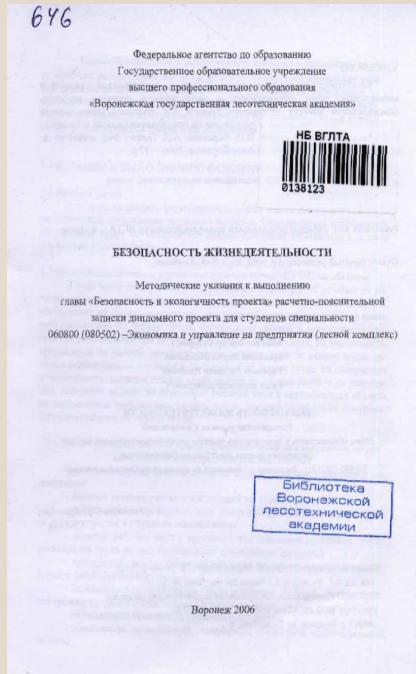 646
Федеральное агентство по образованию
Государственное образовательное учреждение
высшего профессионального образования
«Воронежская государственная лесотехническая академия»
НБ ВГЛТА
0138123
БЕЗОПАСНОСТЬ ЖИЗНЕДЕЯТЕЛЬНОСТИ
Методические указания к выполнению
главы «Безопасность и экологичность проекта» расчетно-пояснительной
записки дипломного проекта для студентов специальности
060800 (080502) –Экономика и управление на предприятия (лесной комплекс)
Библиотека
Воронежской
лесотехнической
академии
Воронеж 2006